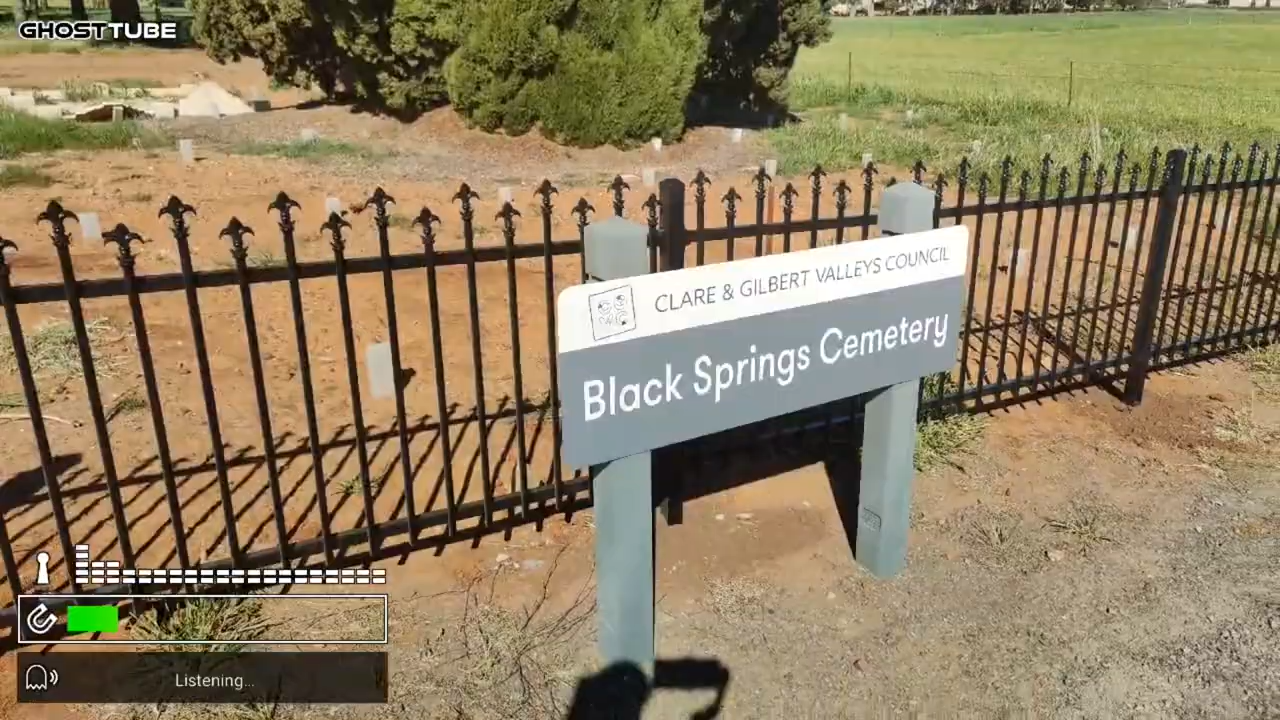 GHOSTTUBE
CLARE & GILBERT VALLEYS COUNCIL
Black Springs Cemetery
Listening...